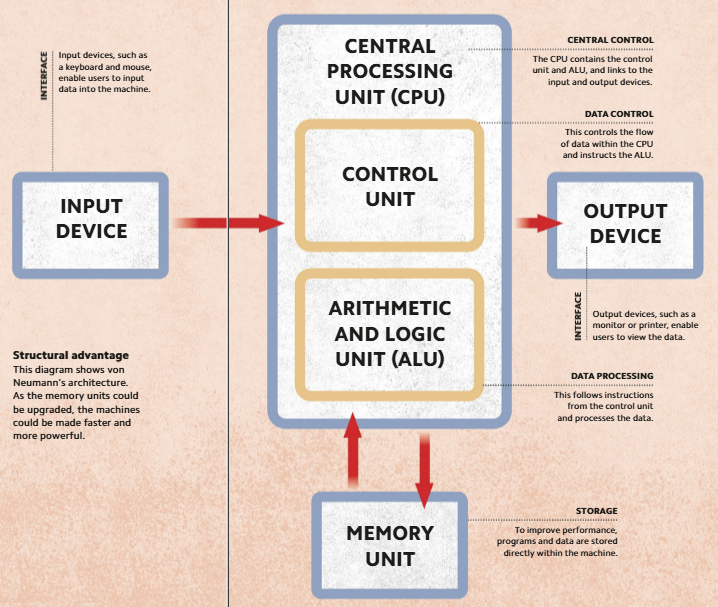 INTERFACE
Input devices, such as
a keyboard and mouse,
enable users to input
data into the machine.
INPUT
DEVICE
Structural advantage
This diagram shows von
Neumann's architecture.
As the memory units could
be upgraded, the machines
could be made faster and
more powerful.
CENTRAL
PROCESSING
UNIT (CPU)
CONTROL
UNIT
ARITHMETIC
AND LOGIC
UNIT (ALU)
MEMORY
UNIT
CENTRAL CONTROL
The CPU contains the control
unit and ALU, and links to the
input and output devices.
DATA CONTROL
This controls the flow
of data within the CPU
and instructs the ALU.
OUTPUT
DEVICE
INTERFACE
Output devices, such as a
monitor or printer, enable
users to view the data.
DATA PROCESSING
This follows instructions
from the control unit
and processes the data.
STORAGE
To improve performance,
programs and data are stored
directly within the machine.